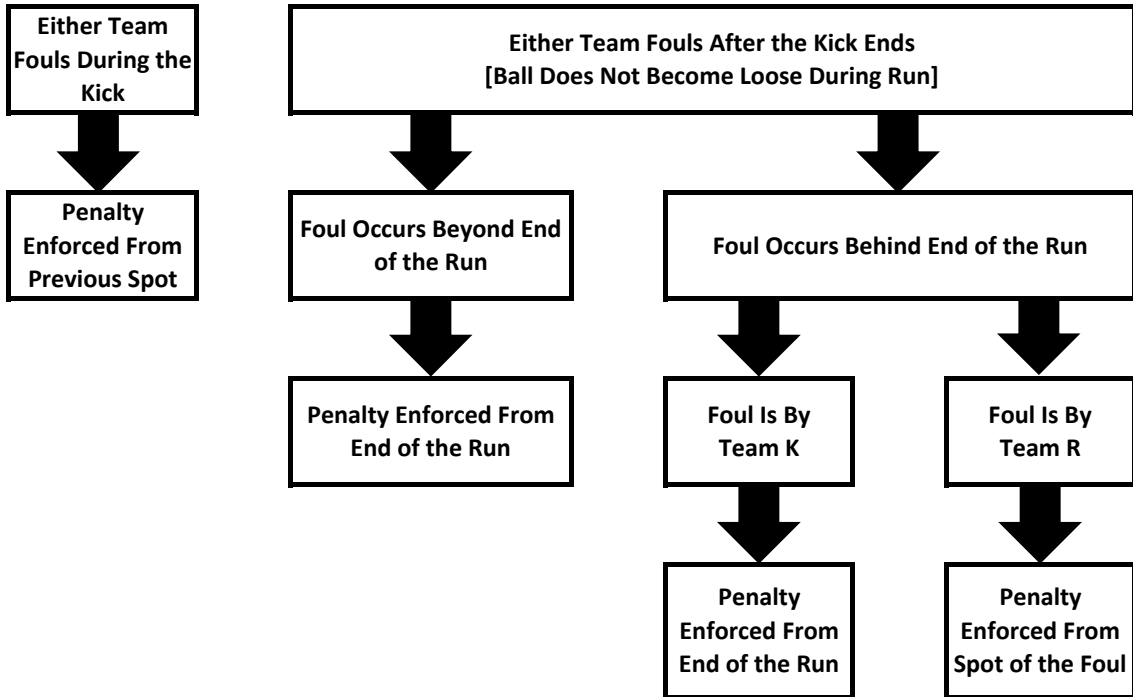 Either Team
Fouls During the
Kick
Either Team Fouls After the Kick Ends
[Ball Does Not Become Loose During Run]
Penalty
Enforced From
Previous Spot
Foul Occurs Beyond End
of the Run
Foul Occurs Behind End of the Run
Penalty Enforced From
End of the Run
Foul Is By
Team K
Foul Is By
Team R
Penalty
Enforced From
End of the Run
Penalty
Enforced From
Spot of the Foul